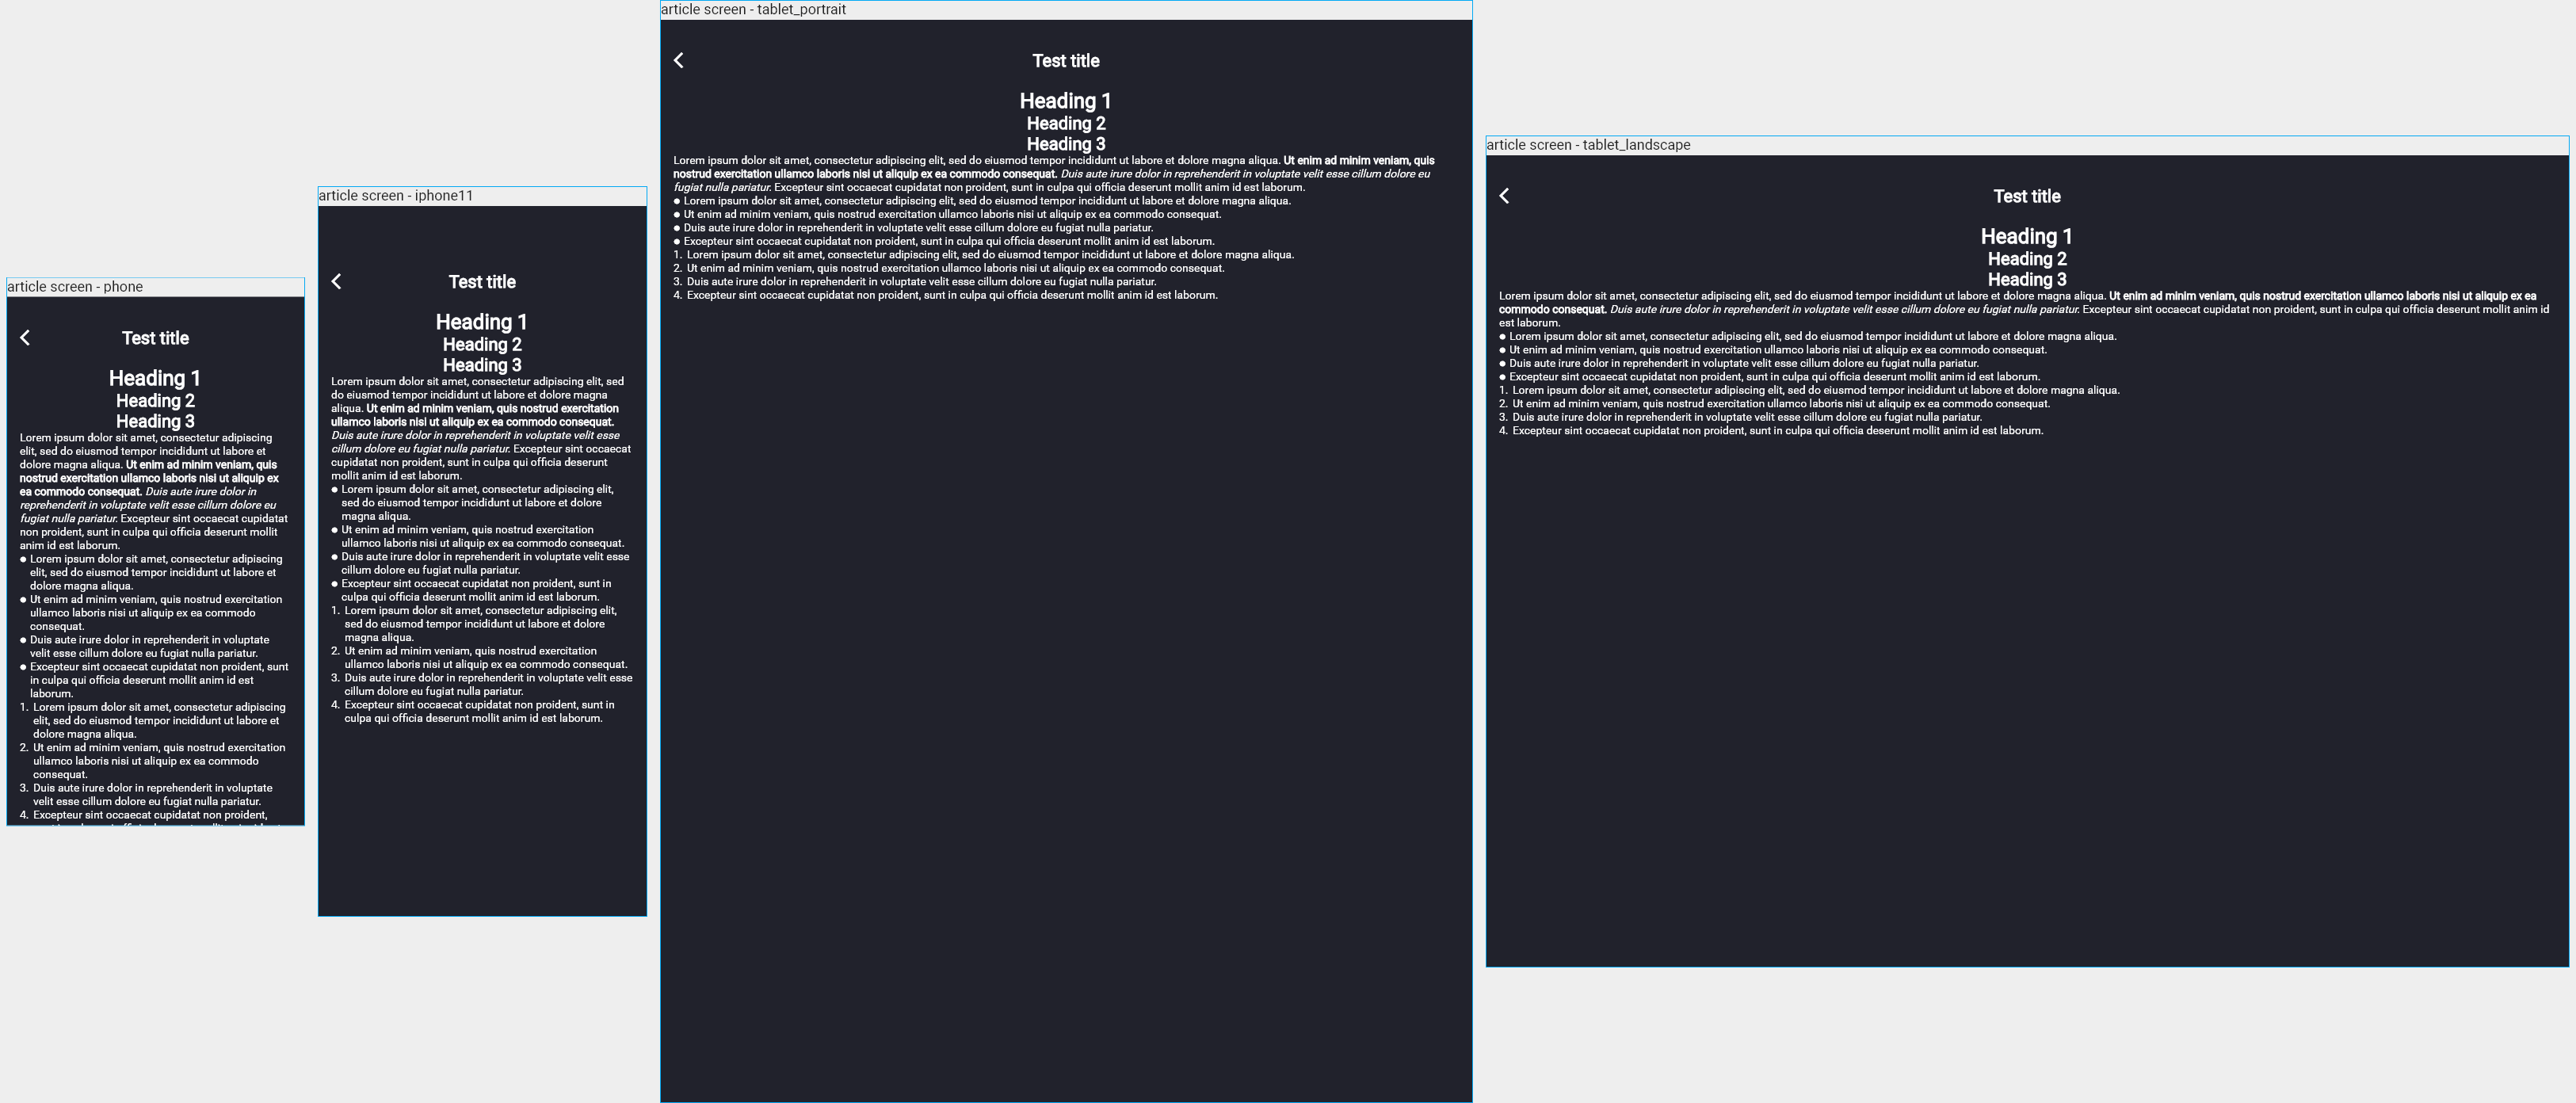 article screen - phone
Test title
Heading 1
Heading 2
Heading 3
Lorem ipsum dolor sit amet, consectetur adipiscing
elit, sed do eiusmod tempor incididunt ut labore et
dolore magna aliqua. Ut enim ad minim veniam, quis
nostrud exercitation ullamco laboris nisi ut aliquip ex
ea commodo consequat. Duis aute irure dolor in
reprehenderit in voluptate velit esse cillum dolore eu
fugiat nulla pariatur. Excepteur sint occaecat cupidatat
non proident, sunt in culpa qui officia deserunt mollit
anim id est laborum.
● Lorem ipsum dolor sit amet, consectetur adipiscing
elit, sed do eiusmod tempor incididunt ut labore et
dolore magna aliqua.
● Ut enim ad minim veniam, quis nostrud exercitation
ullamco laboris nisi ut aliquip ex ea commodo
consequat.
● Duis aute irure dolor in reprehenderit in voluptate
velit esse cillum dolore eu fugiat nulla pariatur.
● Excepteur sint occaecat cupidatat non proident, sunt
in culpa qui officia deserunt mollit anim id est
laborum.
1. Lorem ipsum dolor sit amet, consectetur adipiscing
elit, sed do eiusmod tempor incididunt ut labore et
dolore magna aliqua.
2. Ut enim ad minim veniam, quis nostrud exercitation
ullamco laboris nisi ut aliquip ex ea commodo
consequat.
3. Duis aute irure dolor in reprehenderit in voluptate
velit esse cillum dolore eu fugiat nulla pariatur.
4. Excepteur sint occaecat cupidatat non proident,
article screen - iphone11
Test title
Heading 1
Heading 2
Heading 3
Lorem ipsum dolor sit amet, consectetur adipiscing elit, sed
do eiusmod tempor incididunt ut labore et dolore magna
aliqua. Ut enim ad minim veniam, quis nostrud exercitation
ullamco laboris nisi ut aliquip ex ea commodo consequat.
Duis aute irure dolor in reprehenderit in voluptate velit esse
cillum dolore eu fugiat nulla pariatur. Excepteur sint occaecat
cupidatat non proident, sunt in culpa qui officia deserunt
mollit anim id est laborum.
● Lorem ipsum dolor sit amet, consectetur adipiscing elit,
sed do eiusmod tempor incididunt ut labore et dolore
magna aliqua.
● Ut enim ad minim veniam, quis nostrud exercitation
ullamco laboris nisi ut aliquip ex ea commodo consequat.
● Duis aute irure dolor in reprehenderit in voluptate velit esse
cillum dolore eu fugiat nulla pariatur.
● Excepteur sint occaecat cupidatat non proident, sunt in
culpa qui officia deserunt mollit anim id est laborum.
1. Lorem ipsum dolor sit amet, consectetur adipiscing elit,
sed do eiusmod tempor incididunt ut labore et dolore
magna aliqua.
2. Ut enim ad minim veniam, quis nostrud exercitation
ullamco laboris nisi ut aliquip ex ea commodo consequat.
3. Duis aute irure dolor in reprehenderit in voluptate velit esse
cillum dolore eu fugiat nulla pariatur.
4. Excepteur sint occaecat cupidatat non proident, sunt in
culpa qui officia deserunt mollit anim id est laborum.
article screen - tablet_portrait
Test title
Heading 1
Heading 2
Heading 3
Lorem ipsum dolor sit amet, consectetur adipiscing elit, sed do eiusmod tempor incididunt ut labore et dolore magna aliqua. Ut enim ad minim veniam, quis
nostrud exercitation ullamco laboris nisi ut aliquip ex ea commodo consequat. Duis aute irure dolor in reprehenderit in voluptate velit esse cillum dolore eu
fugiat nulla pariatur. Excepteur sint occaecat cupidatat non proident, sunt in culpa qui officia deserunt mollit anim id est laborum.
● Lorem ipsum dolor sit amet, consectetur adipiscing elit, sed do eiusmod tempor incididunt ut labore et dolore magna aliqua.
● Ut enim ad minim veniam, quis nostrud exercitation ullamco laboris nisi ut aliquip ex ea commodo consequat.
● Duis aute irure dolor in reprehenderit in voluptate velit esse cillum dolore eu fugiat nulla pariatur.
● Excepteur sint occaecat cupidatat non proident, sunt in culpa qui officia deserunt mollit anim id est laborum.
1. Lorem ipsum dolor sit amet, consectetur adipiscing elit, sed do eiusmod tempor incididunt ut labore et dolore magna aliqua.
2. Ut enim ad minim veniam, quis nostrud exercitation ullamco laboris nisi ut aliquip ex ea commodo consequat.
3. Duis aute irure dolor in reprehenderit in voluptate velit esse cillum dolore eu fugiat nulla pariatur.
4. Excepteur sint occaecat cupidatat non proident, sunt in culpa qui officia deserunt mollit anim id est laborum.
article screen - tablet_landscape
Test title
Heading 1
Heading 2
Heading 3
Lorem ipsum dolor sit amet, consectetur adipiscing elit, sed do eiusmod tempor incididunt ut labore et dolore magna aliqua. Ut enim ad minim veniam, quis nostrud exercitation ullamco laboris nisi ut aliquip ex ea
commodo consequat. Duis aute irure dolor in reprehenderit in voluptate velit esse cillum dolore eu fugiat nulla pariatur. Excepteur sint occaecat cupidatat non proident, sunt in culpa qui officia deserunt mollit anim id
est laborum.
● Lorem ipsum dolor sit amet, consectetur adipiscing elit, sed do eiusmod tempor incididunt ut labore et dolore magna aliqua.
● Ut enim ad minim veniam, quis nostrud exercitation ullamco laboris nisi ut aliquip ex ea commodo consequat.
● Duis aute irure dolor in reprehenderit in voluptate velit esse cillum dolore eu fugiat nulla pariatur.
● Excepteur sint occaecat cupidatat non proident, sunt in culpa qui officia deserunt mollit anim id est laborum.
1. Lorem ipsum dolor sit amet, consectetur adipiscing elit, sed do eiusmod tempor incididunt ut labore et dolore magna aliqua.
2. Ut enim ad minim veniam, quis nostrud exercitation ullamco laboris nisi ut aliquip ex ea commodo consequat.
3. Duis aute irure dolor in reprehenderit in voluptate velit esse cillum dolore eu fugiat nulla pariatur.
4. Excepteur sint occaecat cupidatat non proident, sunt in culpa qui officia deserunt mollit anim id est laborum.